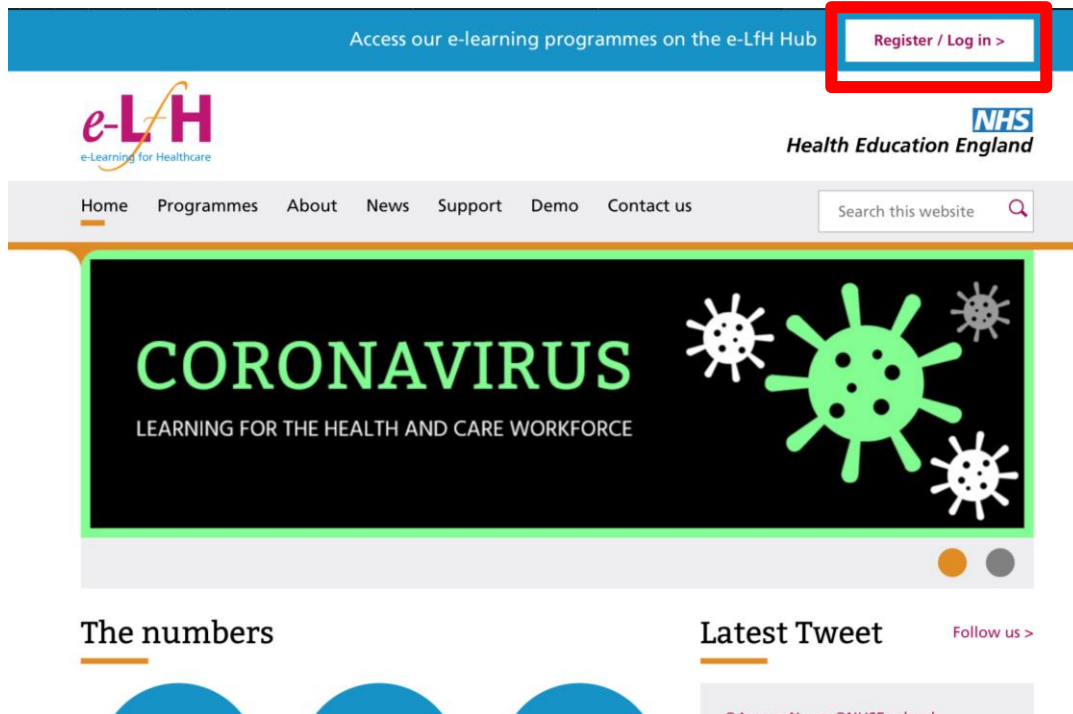 Access our e-learning programmes on the e-LfH Hub
Register / Log in >
e-LfH
e-Learning for Healthcare
NHS
Health Education England
Home Programmes About News Support Demo Contact us
Search this website
CORONAVIRUS
LEARNING FOR THE HEALTH AND CARE WORKFORCE
The numbers
Latest Tweet
Follow us >